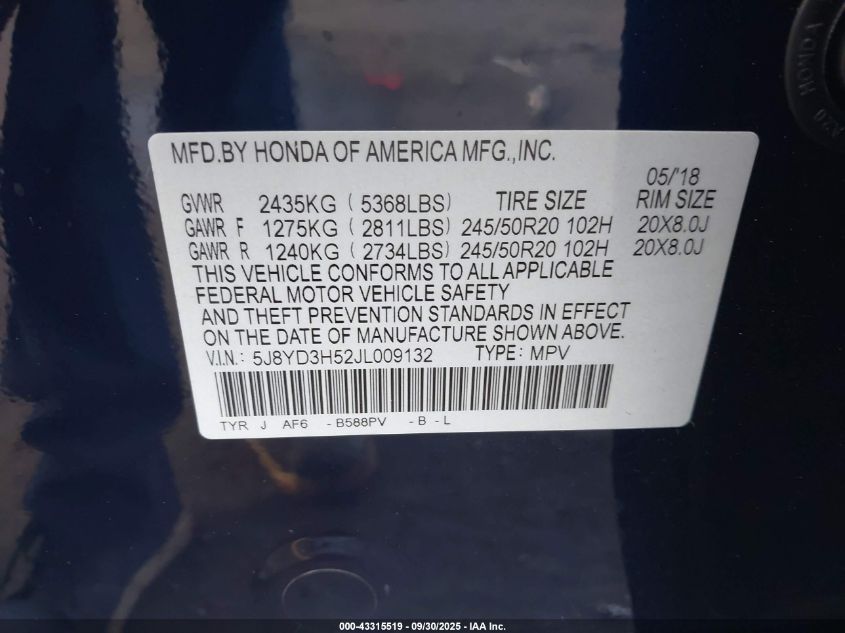 A20 HONDA
MFD.BY HONDA OF AMERICA MFG.,INC.
05/'18
GVWR 2435KG ( 5368LBS) TIRE SIZE RIM SIZE
GAWR F 1275KG ( 2811LBS) 245/50R20 102H 20X8.0J
GAWR R 1240KG ( 2734LBS) 245/50R20 102H 20X8.0J
THIS VEHICLE CONFORMS TO ALL APPLICABLE
FEDERAL MOTOR VEHICLE SAFETY
AND THEFT PREVENTION STANDARDS IN EFFECT
ON THE DATE OF MANUFACTURE SHOWN ABOVE.
V.I.N.: 5J8YD3H52JL009132 TYPE: MPV
TYR J AF6 - B588PV - B - L
000-43315519 - 09/30/2025 - IAA Inc.